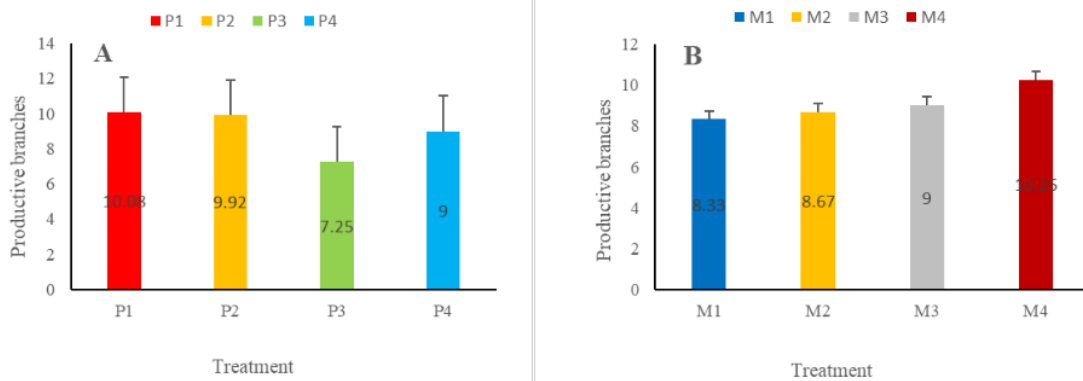 P1 P2 P3 P4
A
Productive branches
14
12
10
8
6
4
2
0
10.08
9.92
7.25
9
P1 P2 P3 P4
Treatment
M1 M2 M3 M4
B
Productive branches
12
10
8
6
4
2
0
8.33
8.67
9
10.25
M1 M2 M3 M4
Treatment